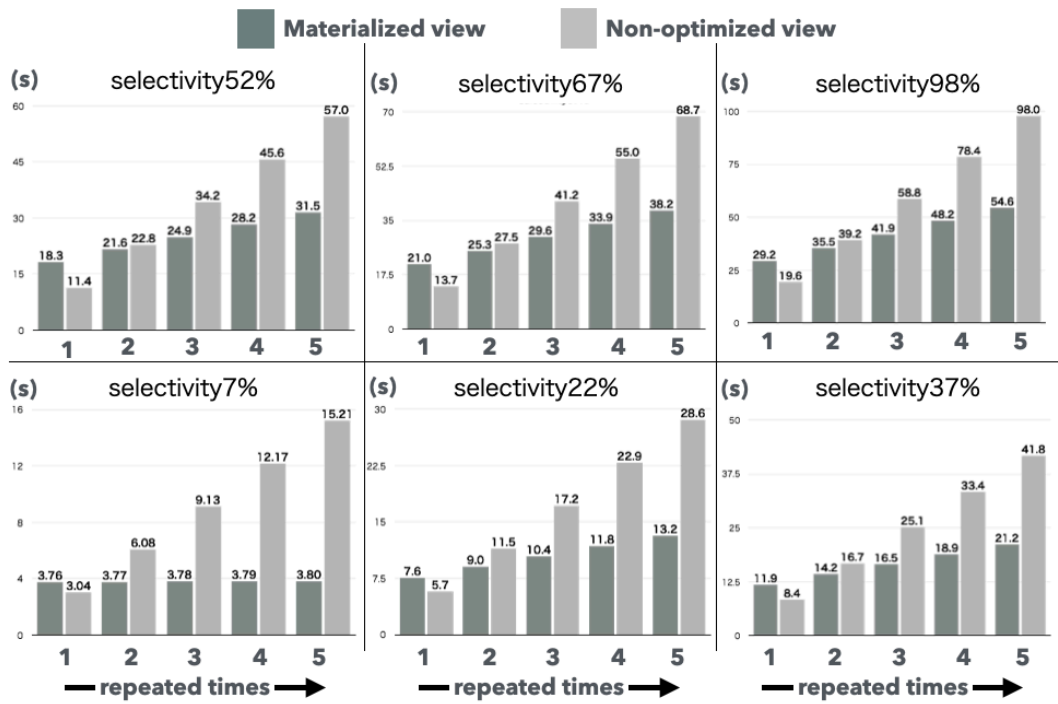 Materialized view Non-optimized view
(s) selectivity52%
60
45
30
15
0
18.3 11.4 21.6 22.8 24.9 34.2 28.2 45.6 31.5 57.0
1 2 3 4 5
(s) selectivity67%
70
52.5
35
17.5
0
21.0 13.7 25.3 27.5 29.6 41.2 33.9 55.0 38.2 68.7
1 2 3 4 5
(s) selectivity98%
100
75
50
25
0
29.2 19.6 35.5 39.2 41.9 58.8 48.2 78.4 54.6 98.0
1 2 3 4 5
(s) selectivity7%
16
12
8
4
0
3.76 3.04 3.77 6.08 3.78 9.13 3.79 12.17 3.80 15.21
1 2 3 4 5
repeated times
(s) selectivity22%
30
22.5
15
7.5
0
7.6 5.7 9.0 11.5 10.4 17.2 11.8 22.9 13.2 28.6
1 2 3 4 5
repeated times
(s) selectivity37%
50
37.5
25
12.5
0
11.9 8.4 14.2 16.7 16.5 25.1 18.9 33.4 21.2 41.8
1 2 3 4 5
repeated times